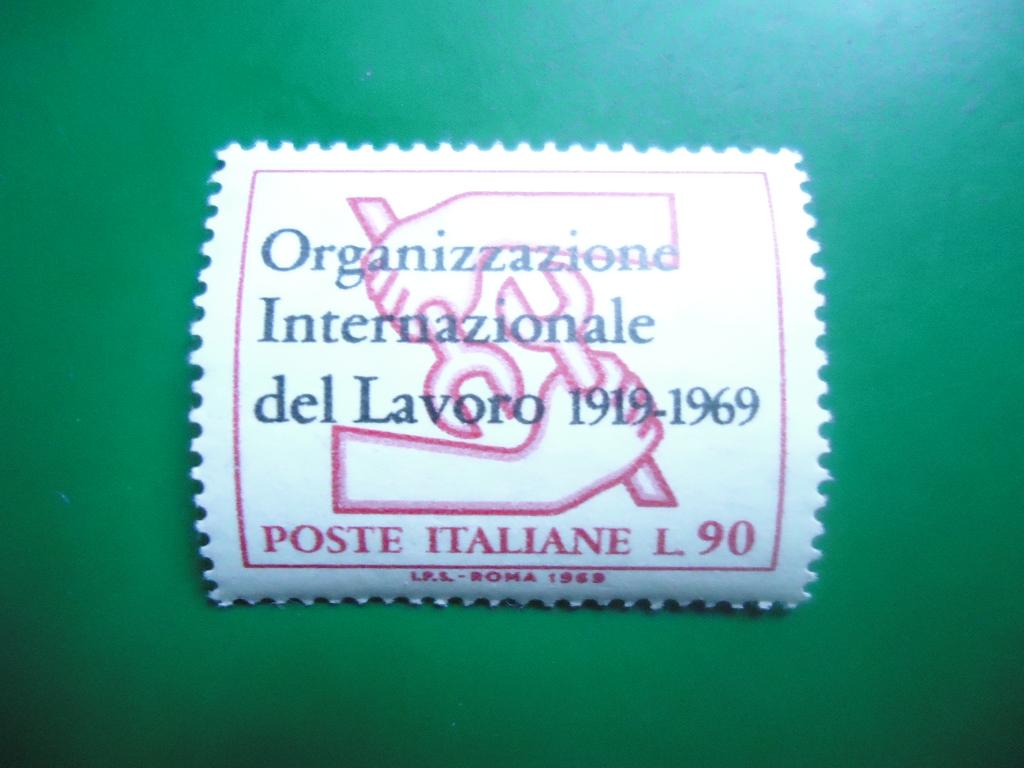 Organizzazione
Internazionale
del Lavoro 1919-1969
POSTE ITALIANE L. 90
I.P.S. - ROMA 1969